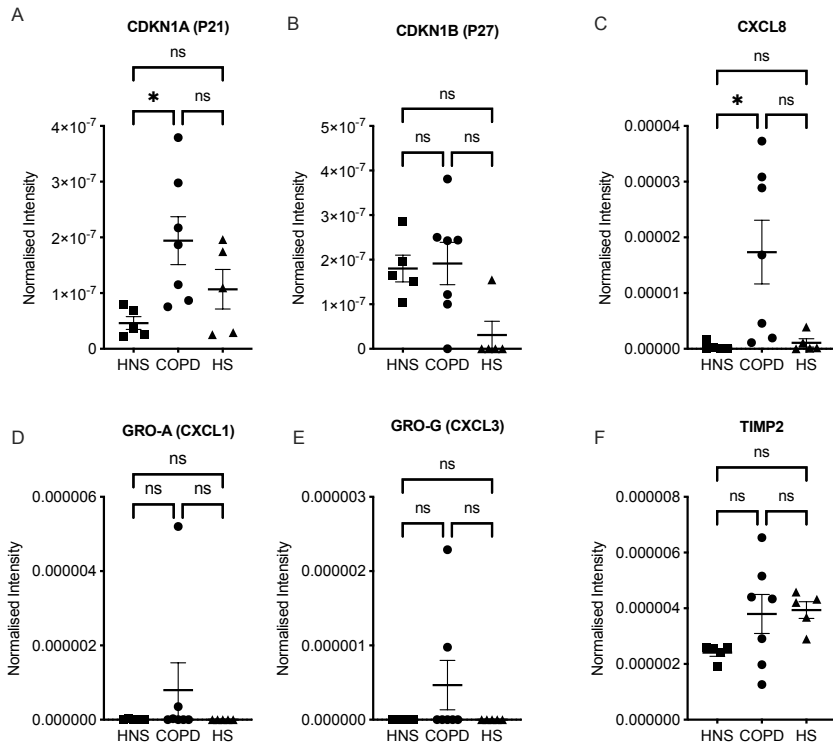 A
CDKN1A (P21)
ns
*
ns
4×10-7
3×10-7
2×10-7
1×10-7
0
Normalised Intensity
HNS COPD HS
B
CDKN1B (P27)
ns
ns
ns
5×10-7
4×10-7
3×10-7
2×10-7
1×10-7
0
Normalised Intensity
HNS COPD HS
C
CXCL8
ns
*
ns
0.00004
0.00003
0.00002
0.00001
0.00000
Normalised Intensity
HNS COPD HS
D
GRO-A (CXCL1)
ns
ns
ns
0.000006
0.000004
0.000002
0.000000
Normalised Intensity
HNS COPD HS
E
GRO-G (CXCL3)
ns
ns
ns
0.000003
0.000002
0.000001
0.000000
Normalised Intensity
HNS COPD HS
F
TIMP2
ns
ns
ns
0.000008
0.000006
0.000004
0.000002
0.000000
Normalised Intensity
HNS COPD HS